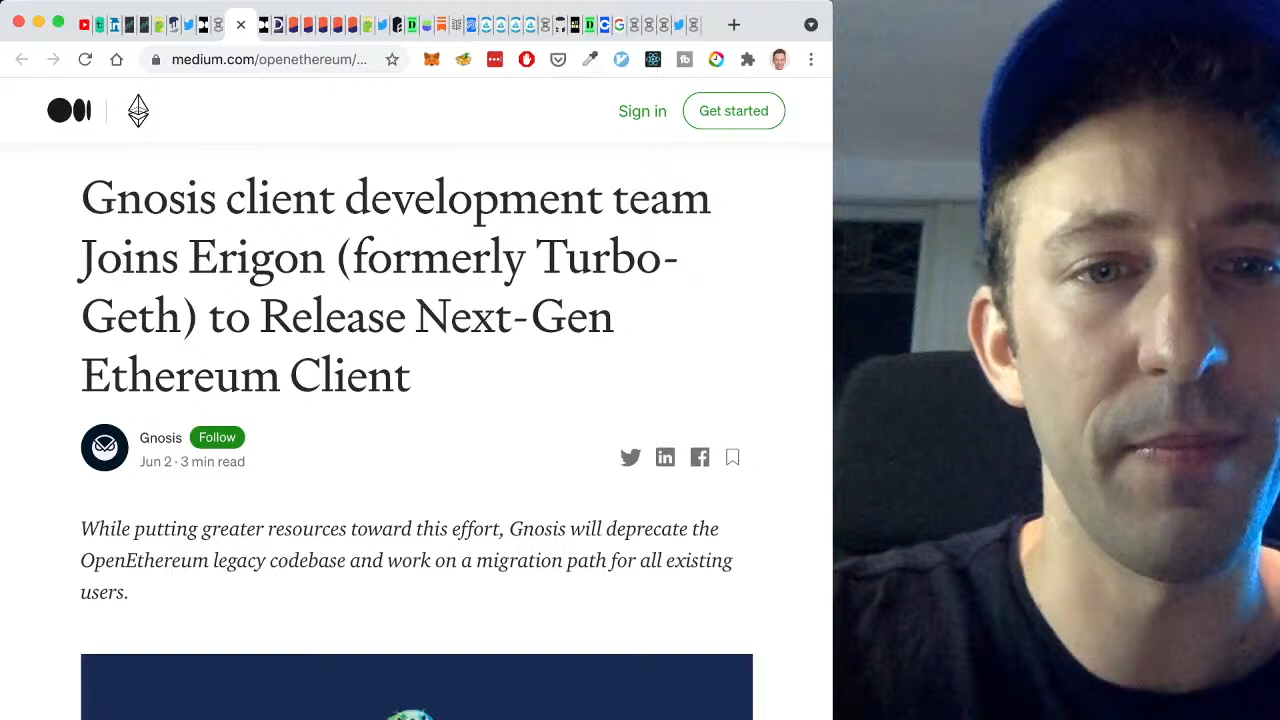 medium.com/openethereum/...
Sign in
Get started
Gnosis client development team
Joins Erigon (formerly Turbo-
Geth) to Release Next-Gen
Ethereum Client
Gnosis
Follow
Jun 2 · 3 min read
While putting greater resources toward this effort, Gnosis will deprecate the
OpenEthereum legacy codebase and work on a migration path for all existing
users.